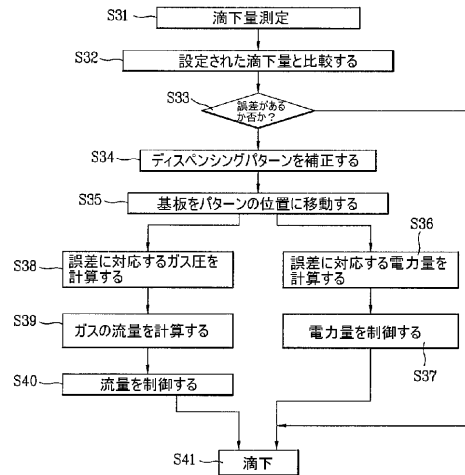 S31
滴下量測定
S32
設定された滴下量と比較する
S33
誤差がある
か否か？
S34
ディスペンシングパターンを補正する
S35
基板をパターンの位置に移動する
S36
S38
誤差に対応するガス圧を
計算する
誤差に対応する電力量を
計算する
S39
ガスの流量を計算する
電力量を制御する
S37
S40
流量を制御する
S41
滴下